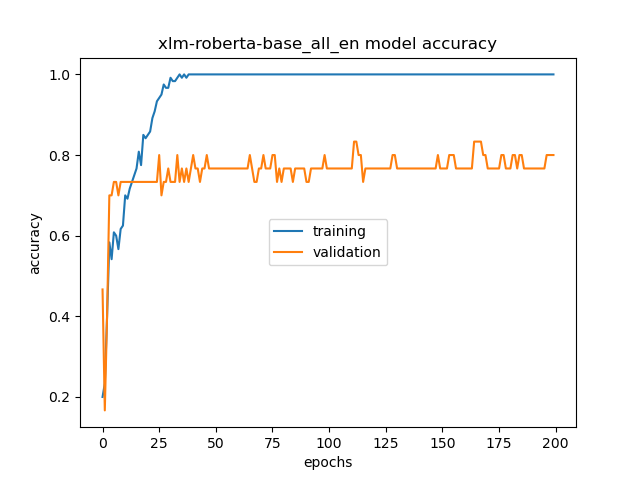 xlm-roberta-base_all_en model accuracy
1.0
0.8
0.6
0.4
0.2
accuracy
training
validation
0 25 50 75 100 125 150 175 200
epochs